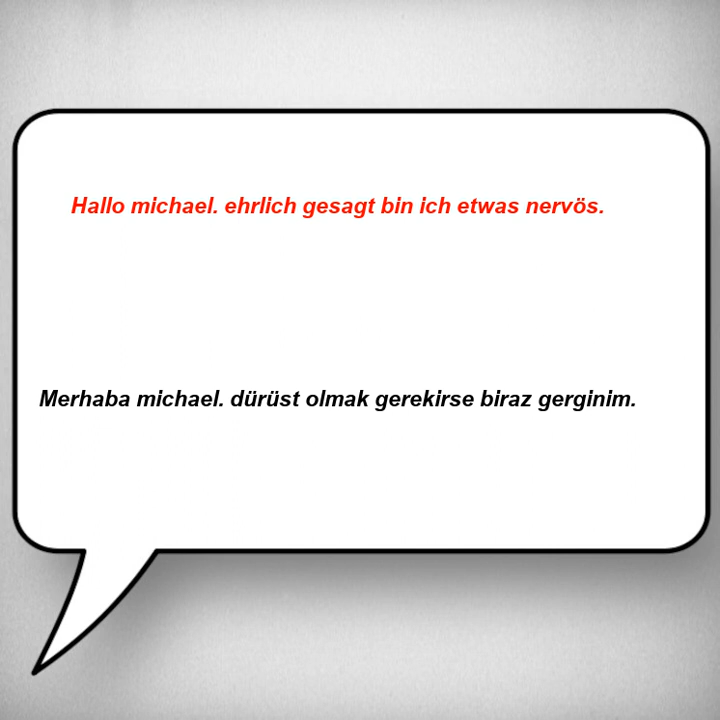 Hallo michael. ehrlich gesagt bin ich etwas nervös.
Merhaba michael. dürüst olmak gerekirse biraz gerginim.